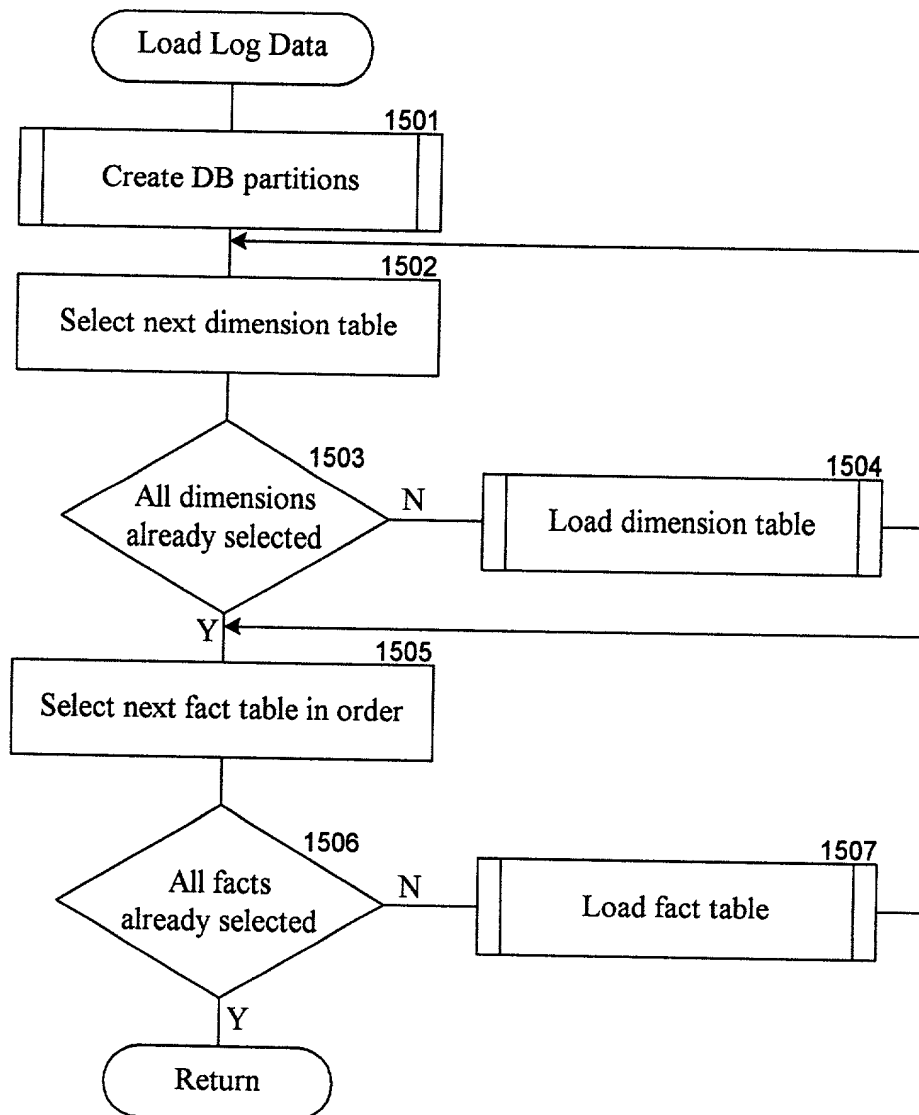 Load Log Data
1501
Create DB partitions
1502
Select next dimension table
1503
All dimensions
already selected
N
1504
Load dimension table
Y
1505
Select next fact table in order
1506
All facts
already selected
N
1507
Load fact table
Y
Return